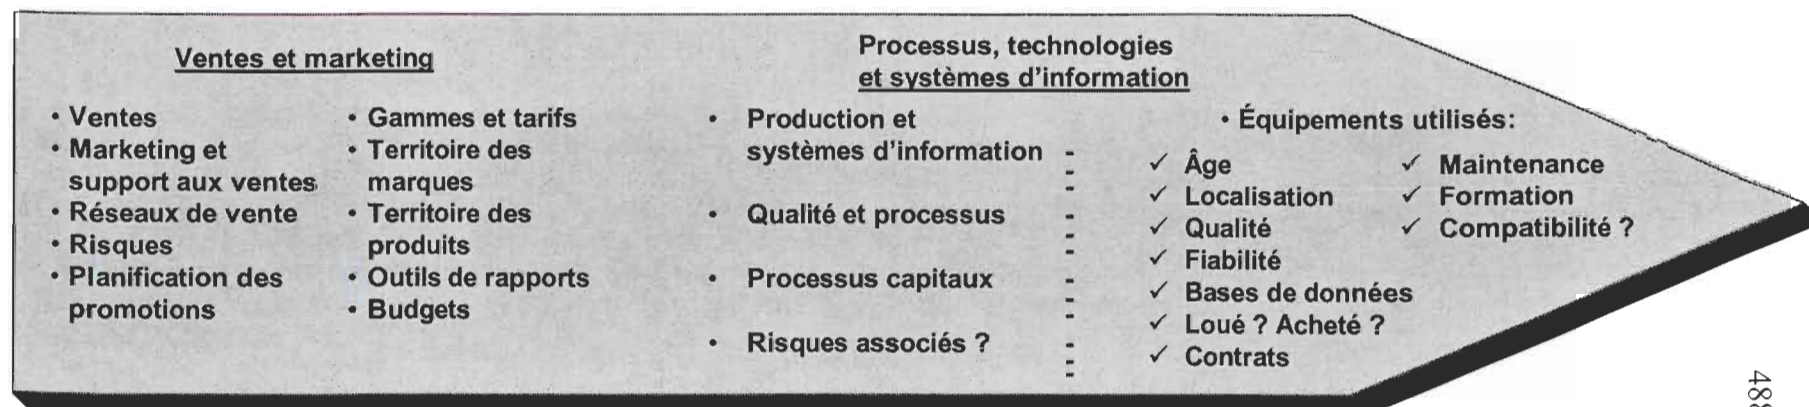 Ventes et marketing
• Ventes
• Marketing et
support aux ventes
• Réseaux de vente
• Risques
• Planification des
promotions
• Gammes et tarifs
• Territoire des
marques
• Territoire des
produits
• Outils de rapports
• Budgets
Processus, technologies
et systèmes d'information
• Production et
systèmes d'information
• Qualité et processus
• Processus capitaux
• Risques associés ?
• Équipements utilisés:
✓ Âge
✓ Localisation
✓ Qualité
✓ Fiabilité
✓ Bases de données
✓ Loué ? Acheté ?
✓ Contrats
✓ Maintenance
✓ Formation
✓ Compatibilité ?
488